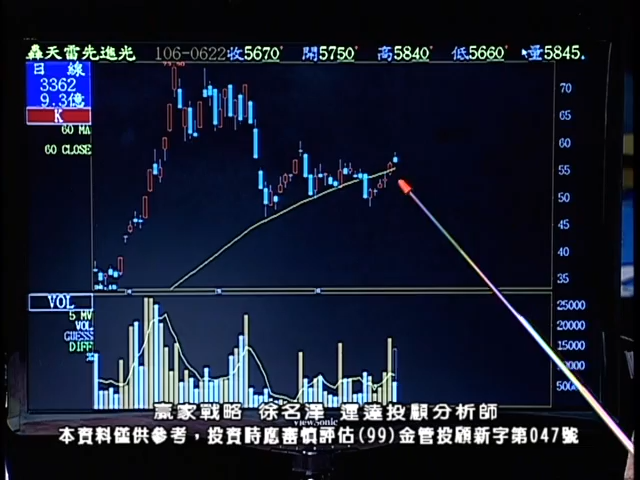 轟天雷先進光 106-0622收5670 開5750 高5840 低5660 量5845.
日 線
3362
9.3億
K
60 MA
60 CLOSE
70
65
60
55
50
45
40
35
VOL
5 MV
VOL
GUESS
DIFF
25000
20000
15000
10000
5000
贏家戰略 徐名澤 運達投顧分析師
ViewSonic
本資料僅供參考，投資時應審慎評估(99)金管投顧新字第047號